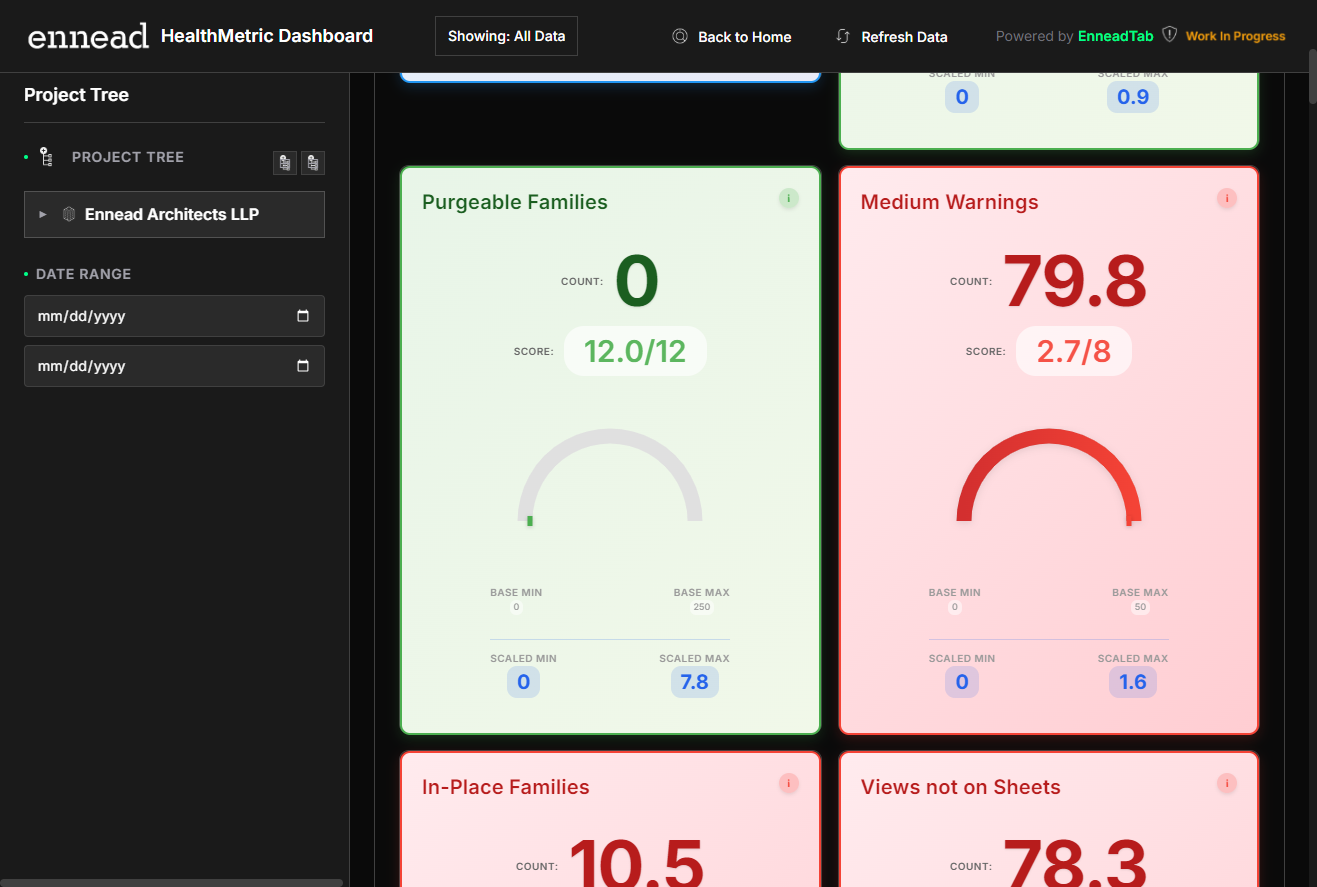 ennead HealthMetric Dashboard
Showing: All Data
Back to Home
Refresh Data
Powered by EnneadTab
Work In Progress
Project Tree
PROJECT TREE
Ennead Architects LLP
DATE RANGE
mm/dd/yyyy
mm/dd/yyyy
SCALED MIN
SCALED MAX
0
0.9
Purgeable Families
i
COUNT: 0
SCORE: 12.0/12
BASE MIN
BASE MAX
0
250
SCALED MIN
SCALED MAX
0
7.8
Medium Warnings
i
COUNT: 79.8
SCORE: 2.7/8
BASE MIN
BASE MAX
0
50
SCALED MIN
SCALED MAX
0
1.6
In-Place Families
i
COUNT: 10.5
Views not on Sheets
i
COUNT: 78.3